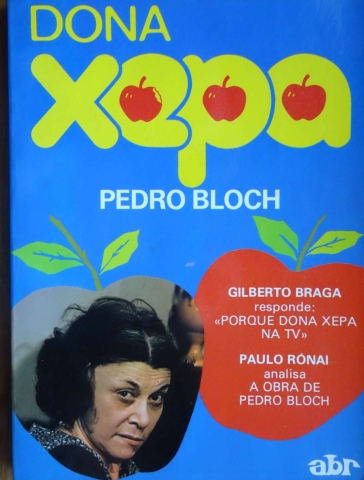 DONA
xepa
PEDRO BLOCH
GILBERTO BRAGA
responde:
«PORQUE DONA XEPA
NA TV»
PAULO RÓNAI
analisa
A OBRA DE
PEDRO BLOCH
abr